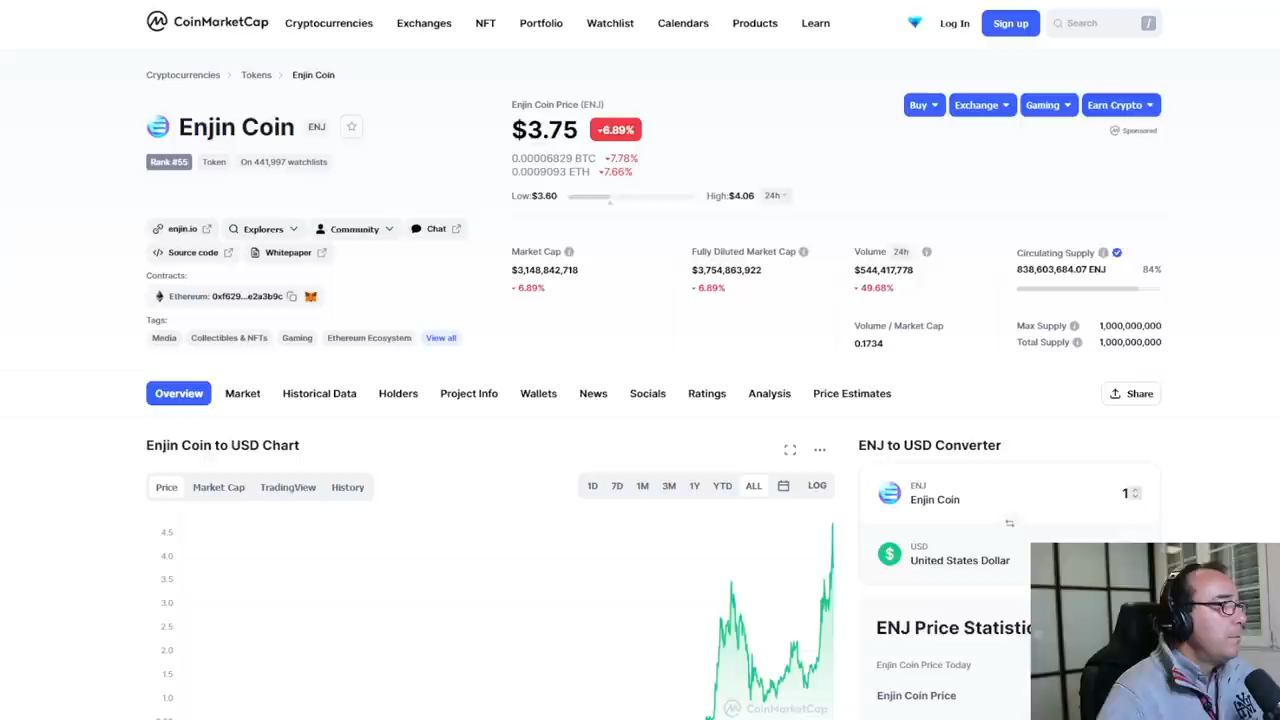 CoinMarketCap Cryptocurrencies Exchanges NFT Portfolio Watchlist Calendars Products Learn Log In Sign up Search /
Cryptocurrencies > Tokens > Enjin Coin
Enjin Coin ENJ
Rank #55 Token On 441,997 watchlists
enjin.io Explorers Community Chat
Source code Whitepaper
Contracts:
Ethereum: 0xf629...e2a3b9c
Tags:
Media Collectibles & NFTs Gaming Ethereum Ecosystem View all
Enjin Coin Price (ENJ)
$3.75 6.89%
0.00006829 BTC 7.78%
0.0009093 ETH 7.66%
Low:$3.60 High:$4.06 24h
Buy Exchange Gaming Earn Crypto
Sponsored
Market Cap
$3,148,842,718
6.89%
Fully Diluted Market Cap
$3,754,863,922
6.89%
Volume 24h
$544,417,778
49.68%
Volume / Market Cap
0.1734
Circulating Supply
838,603,684.07 ENJ 84%
Max Supply 1,000,000,000
Total Supply 1,000,000,000
Overview Market Historical Data Holders Project Info Wallets News Socials Ratings Analysis Price Estimates Share
Enjin Coin to USD Chart
Price Market Cap TradingView History
1D 7D 1M 3M 1Y YTD ALL LOG
4.5
4.0
3.5
3.0
2.5
2.0
1.5
1.0
CoinMarketCap
ENJ to USD Converter
ENJ
Enjin Coin 1
USD
United States Dollar
ENJ Price Statistic
Enjin Coin Price Today
Enjin Coin Price